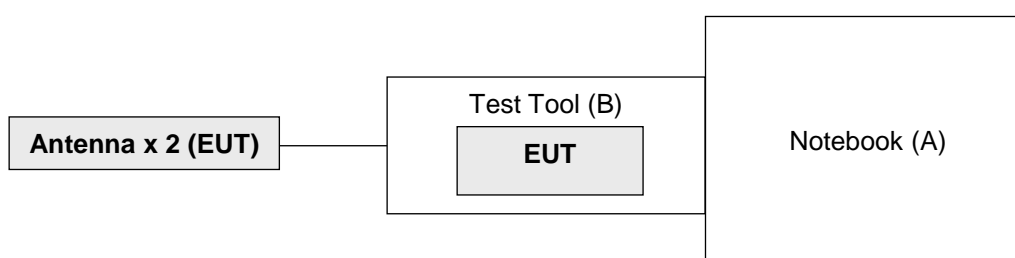 Test Tool (B)
Antenna x 2 (EUT)
EUT
Notebook (A)